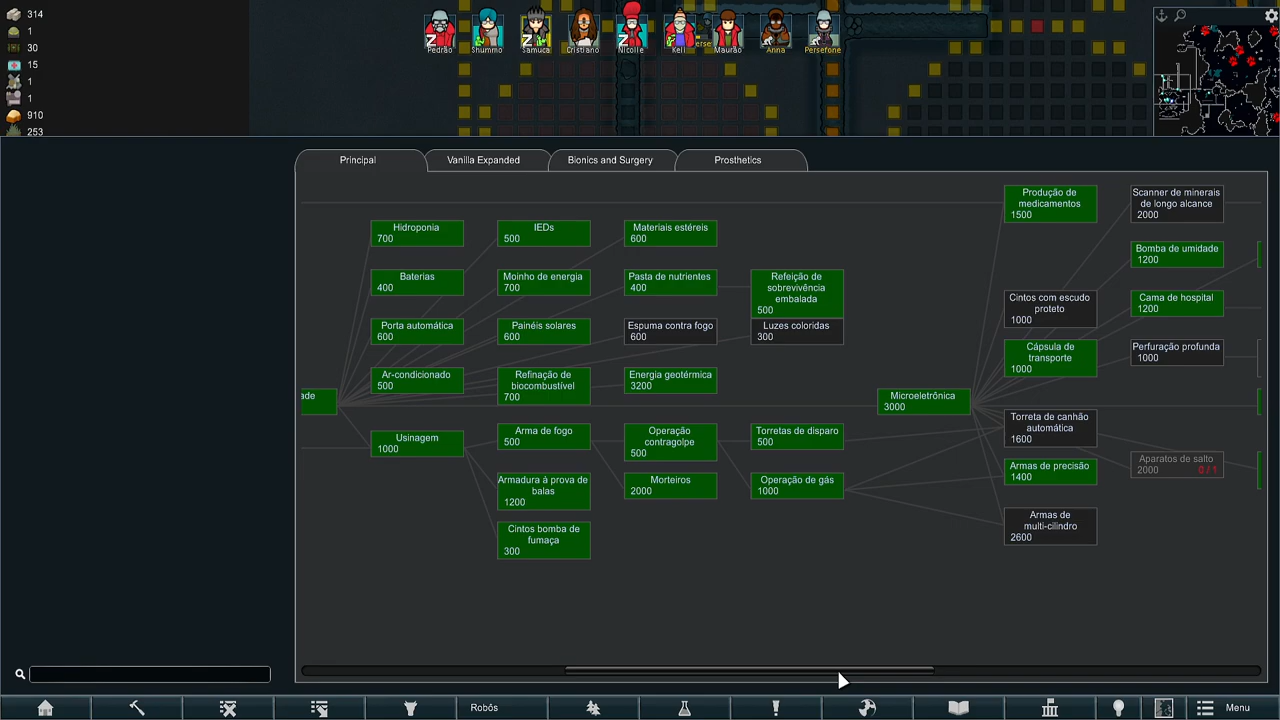 314
1
30
15
1
1
910
253
Pedrão
Shummo
Samuca
Cristiano
Nicolle
Kei
Maurão
Anna
Persefone
Principal
Vanilla Expanded
Bionics and Surgery
Prosthetics
Hidroponia
700
IEDs
500
Materiais estéreis
600
Baterias
400
Moinho de energia
700
Pasta de nutrientes
400
Refeição de
sobrevivência
embalada
500
Porta automática
600
Painéis solares
600
Espuma contra fogo
600
Luzes coloridas
300
Ar-condicionado
500
Refinação de
biocombustível
700
Energia geotérmica
3200
ade
Usinagem
1000
Arma de fogo
500
Operação
contragolpe
500
Torretas de disparo
500
Armadura à prova de
balas
1200
Morteiros
2000
Operação de gás
1000
Cintos bomba de
fumaça
300
Microeletrônica
3000
Produção de
medicamentos
1500
Scanner de minerais
de longo alcance
2000
Bomba de umidade
1200
Cintos com escudo
proteto
1000
Cama de hospital
1200
Cápsula de
transporte
1000
Perfuração profunda
1000
Torreta de canhão
automática
1600
Armas de precisão
1400
Aparatos de salto
2000 0 / 1
Armas de
multi-cilindro
2600
Robôs
Menu